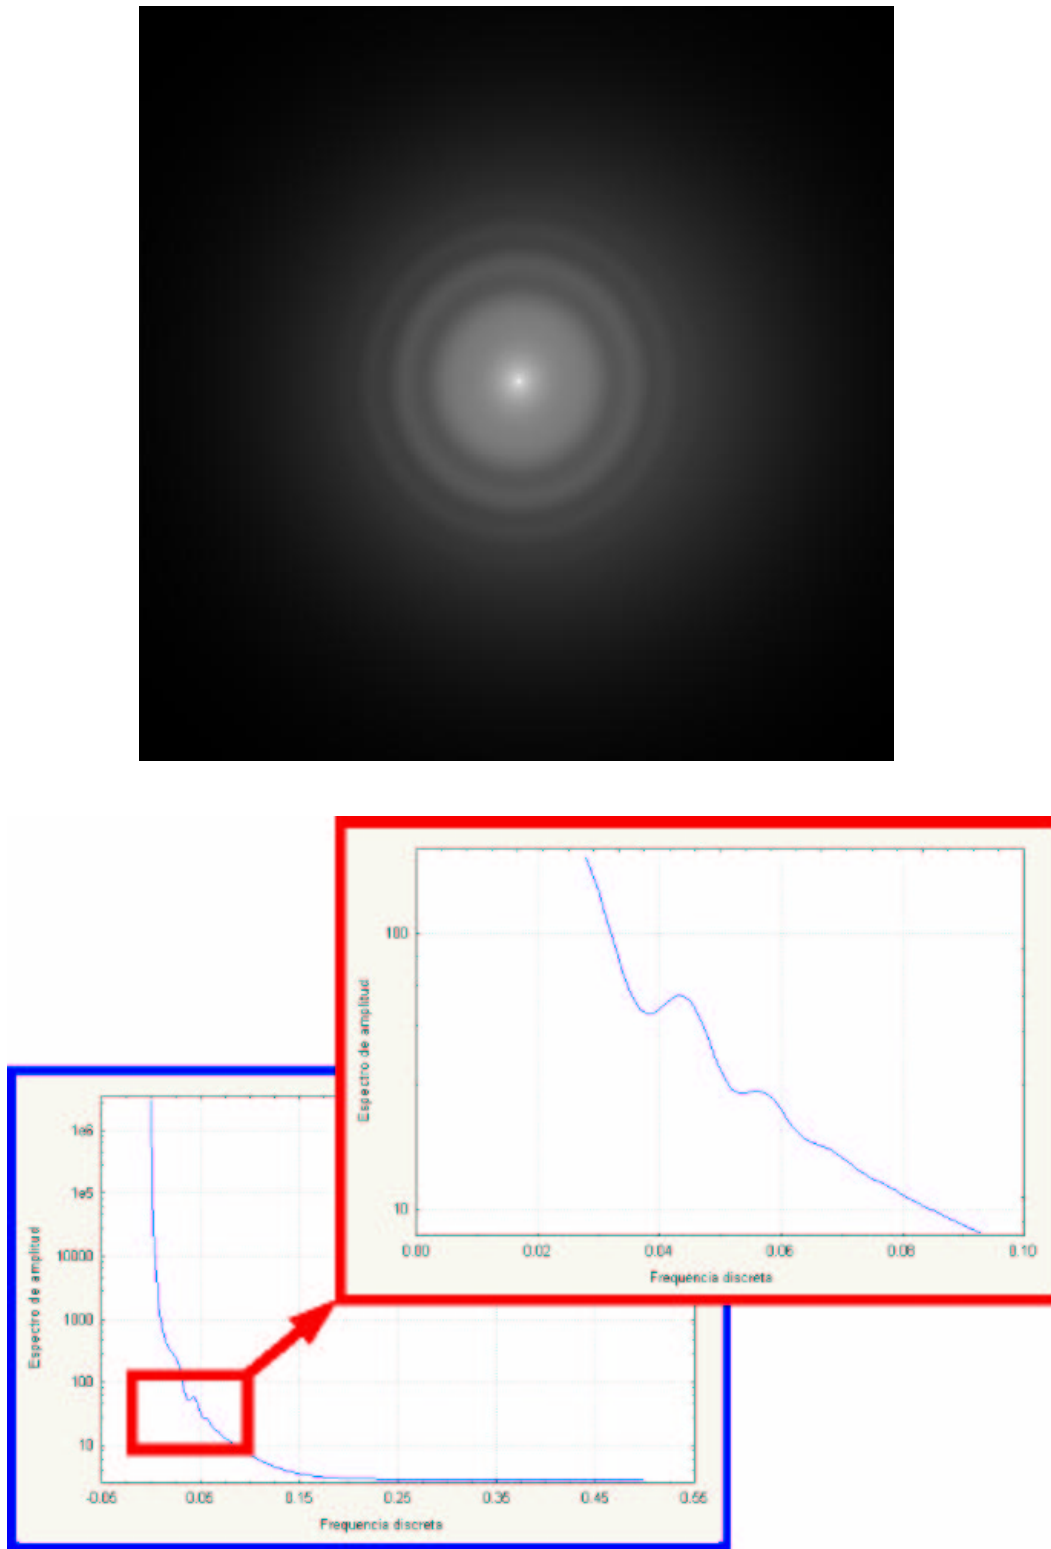 100
10
Espectro de amplitud
0.00 0.02 0.04 0.06 0.08 0.10
Frequencia discreta
1e6
1e5
10000
1000
100
10
Espectro de amplitud
-0.05 0.05 0.15 0.25 0.35 0.45 0.55
Frequencia discreta